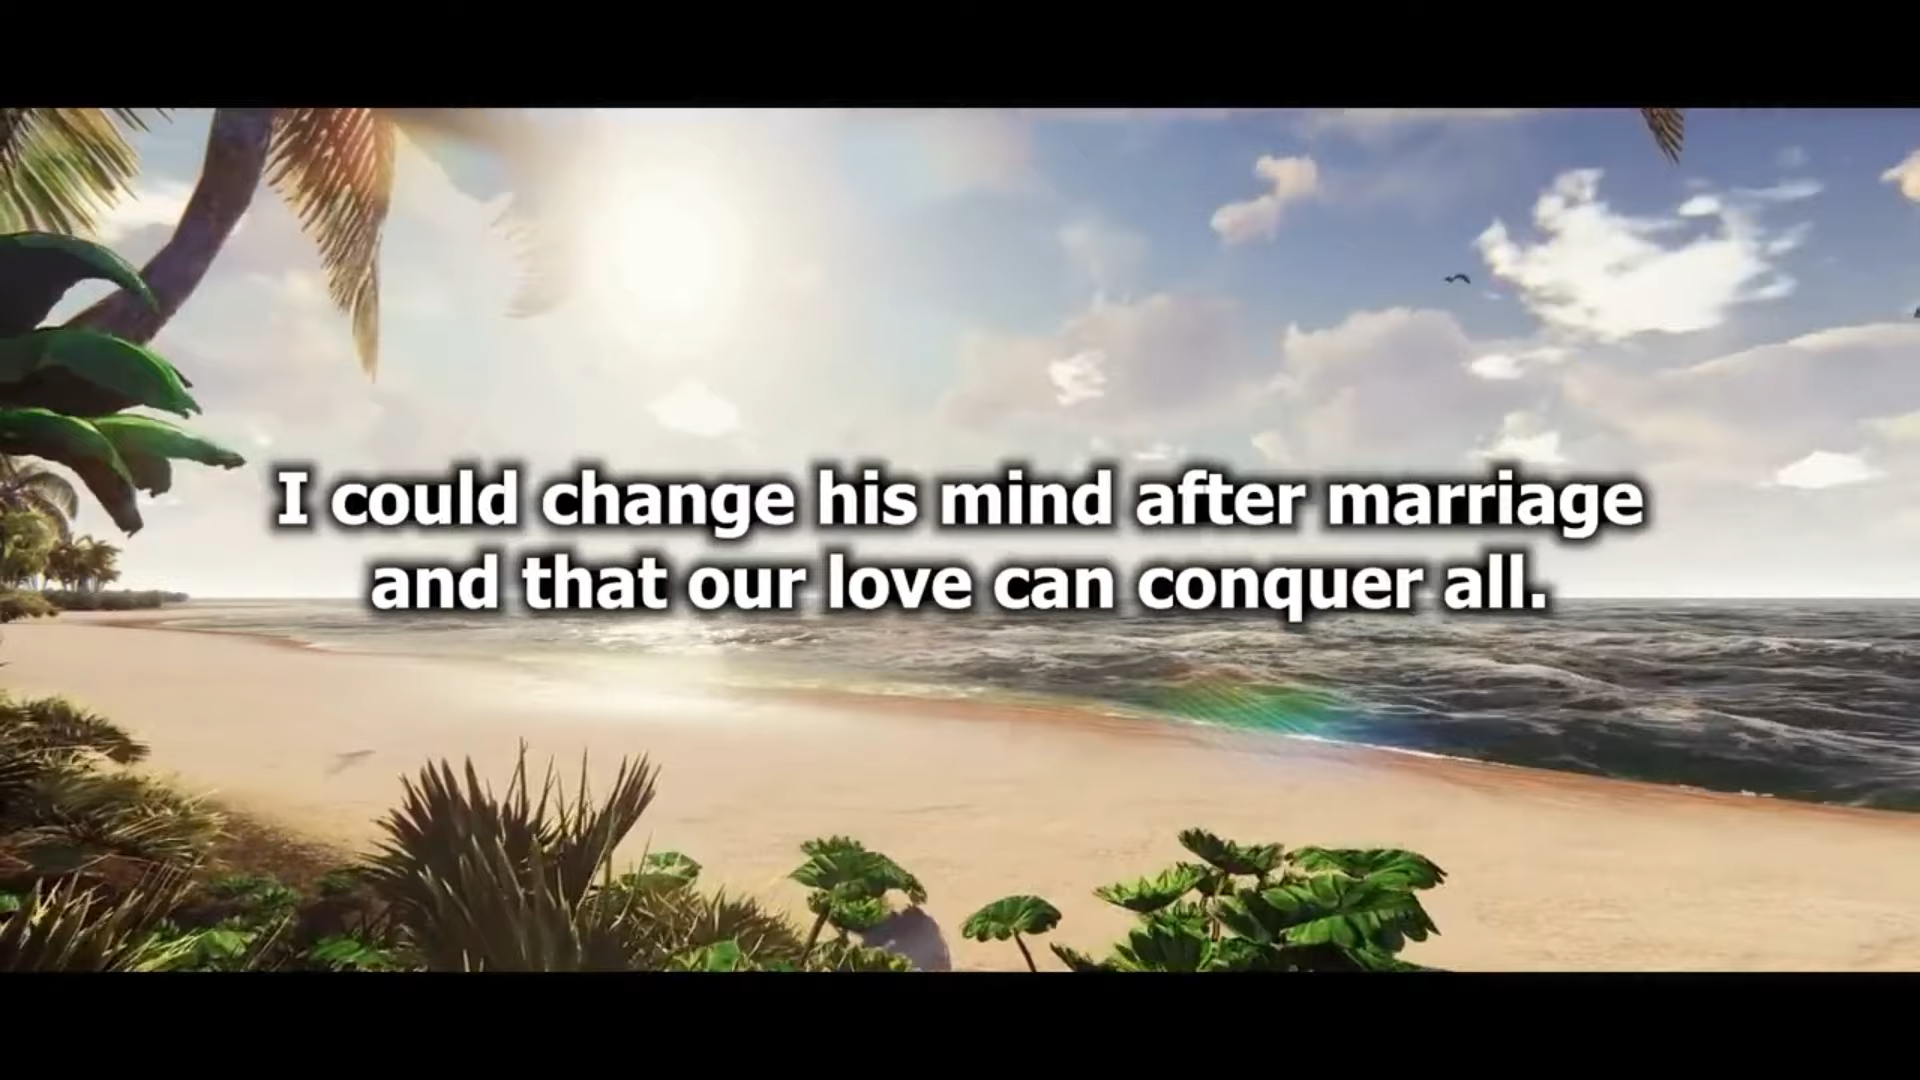 I could change his mind after marriage
and that our love can conquer all.